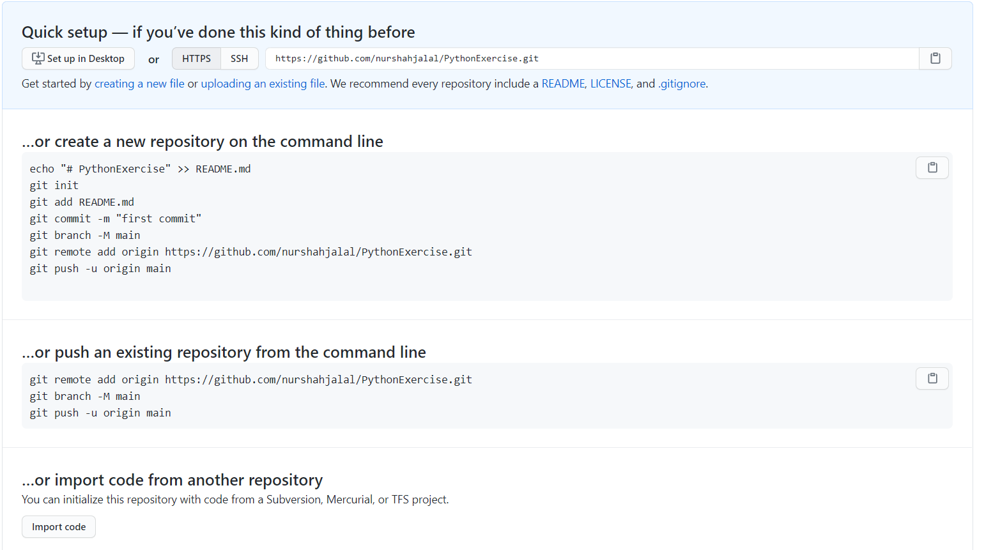 Quick setup — if you’ve done this kind of thing before
Set up in Desktop or HTTPS SSH https://github.com/nurshahjalal/PythonExercise.git
Get started by creating a new file or uploading an existing file. We recommend every repository include a README, LICENSE, and .gitignore.
…or create a new repository on the command line
echo "# PythonExercise" >> README.md
git init
git add README.md
git commit -m "first commit"
git branch -M main
git remote add origin https://github.com/nurshahjalal/PythonExercise.git
git push -u origin main
…or push an existing repository from the command line
git remote add origin https://github.com/nurshahjalal/PythonExercise.git
git branch -M main
git push -u origin main
…or import code from another repository
You can initialize this repository with code from a Subversion, Mercurial, or TFS project.
Import code